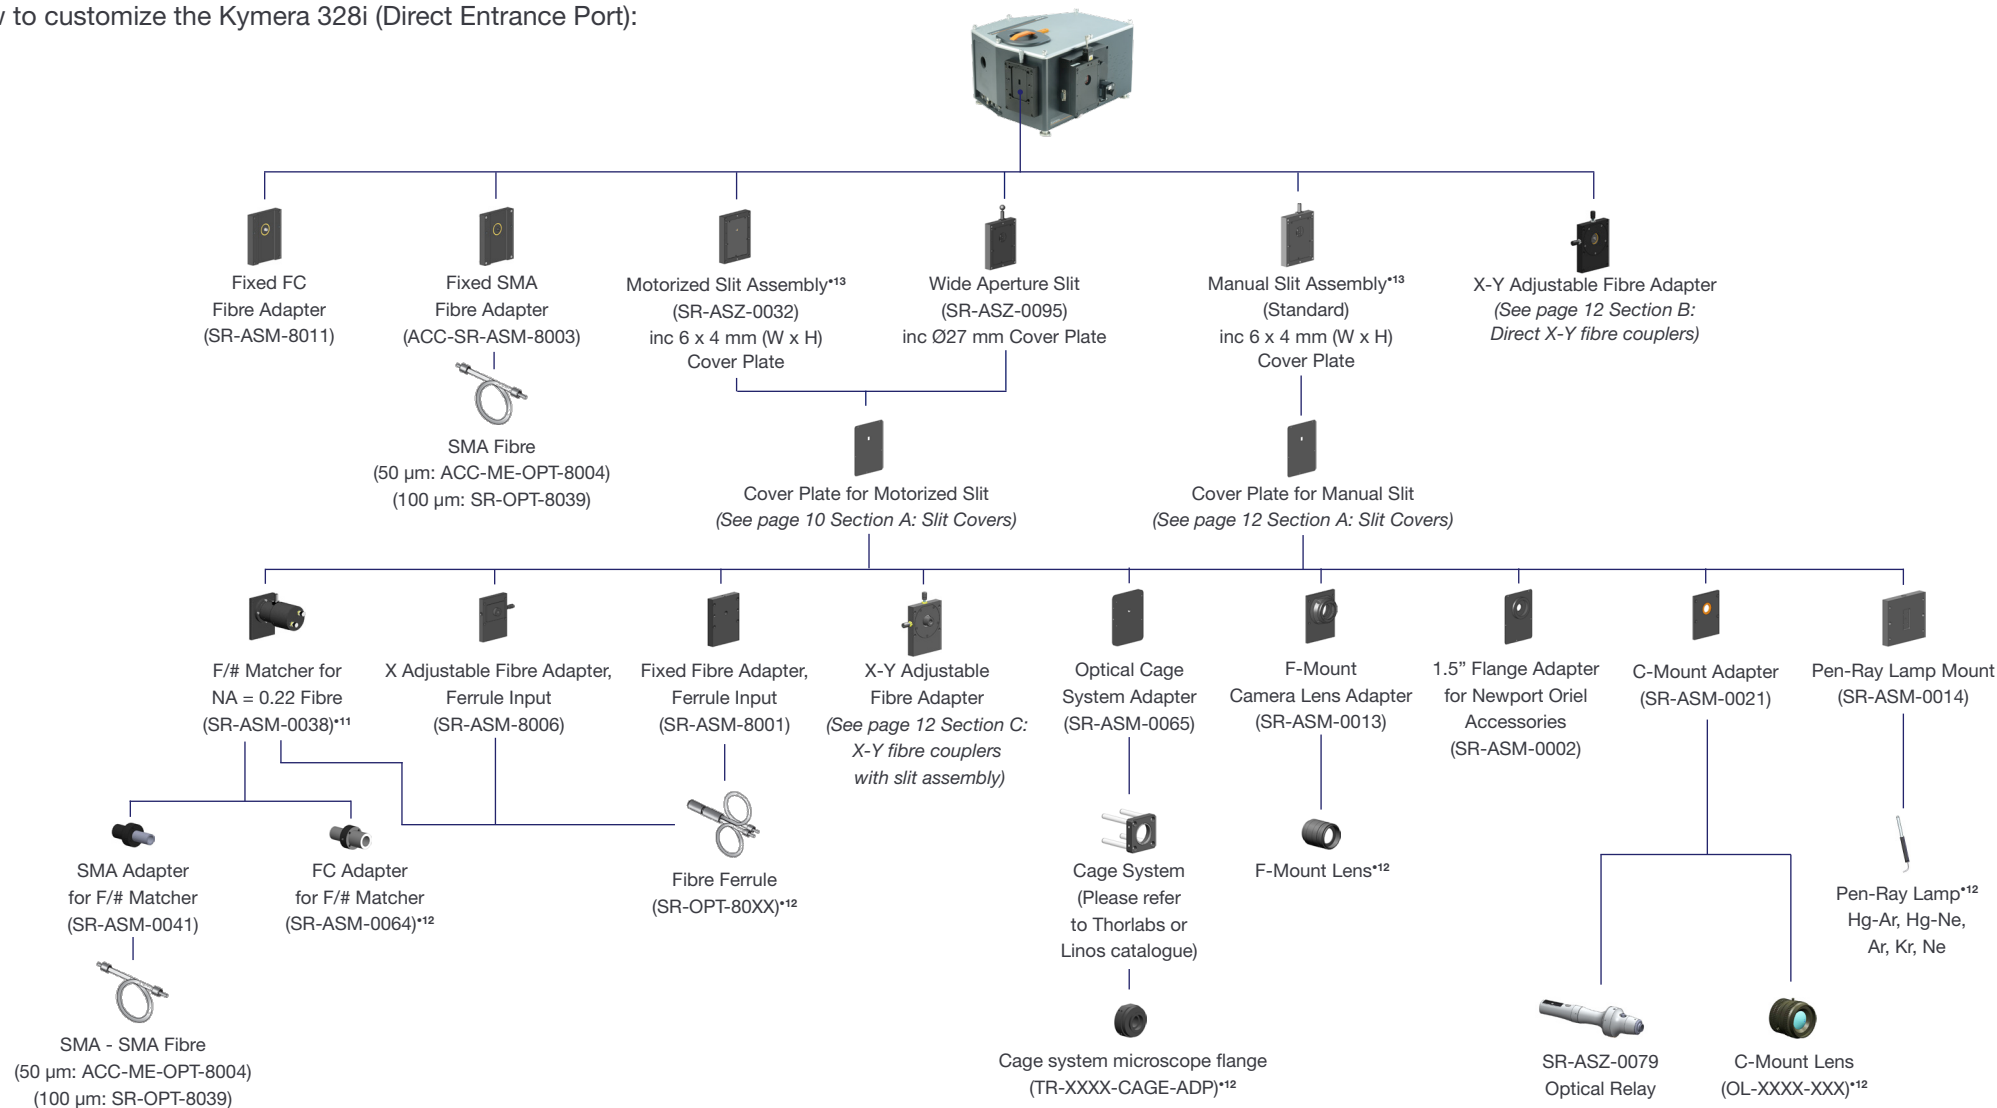 w to customize the Kymera 328i (Direct Entrance Port):
Fixed FC
Fibre Adapter
(SR-ASM-8011)
Fixed SMA
Fibre Adapter
(ACC-SR-ASM-8003)
SMA Fibre
(50 µm: ACC-ME-OPT-8004)
(100 µm: SR-OPT-8039)
Motorized Slit Assembly•13
(SR-ASZ-0032)
inc 6 x 4 mm (W x H)
Cover Plate
Wide Aperture Slit
(SR-ASZ-0095)
inc Ø27 mm Cover Plate
Manual Slit Assembly•13
(Standard)
inc 6 x 4 mm (W x H)
Cover Plate
X-Y Adjustable Fibre Adapter
(See page 12 Section B:
Direct X-Y fibre couplers)
Cover Plate for Motorized Slit
(See page 10 Section A: Slit Covers)
Cover Plate for Manual Slit
(See page 12 Section A: Slit Covers)
F/# Matcher for
NA = 0.22 Fibre
(SR-ASM-0038)•11
X Adjustable Fibre Adapter,
Ferrule Input
(SR-ASM-8006)
Fixed Fibre Adapter,
Ferrule Input
(SR-ASM-8001)
X-Y Adjustable
Fibre Adapter
(See page 12 Section C:
X-Y fibre couplers
with slit assembly)
Optical Cage
System Adapter
(SR-ASM-0065)
F-Mount
Camera Lens Adapter
(SR-ASM-0013)
1.5” Flange Adapter
for Newport Oriel
Accessories
(SR-ASM-0002)
C-Mount Adapter
(SR-ASM-0021)
Pen-Ray Lamp Mount
(SR-ASM-0014)
SMA Adapter
for F/# Matcher
(SR-ASM-0041)
FC Adapter
for F/# Matcher
(SR-ASM-0064)•12
Fibre Ferrule
(SR-OPT-80XX)•12
Cage System
(Please refer
to Thorlabs or
Linos catalogue)
F-Mount Lens•12
Pen-Ray Lamp•12
Hg-Ar, Hg-Ne,
Ar, Kr, Ne
SMA - SMA Fibre
(50 µm: ACC-ME-OPT-8004)
(100 µm: SR-OPT-8039)
Cage system microscope flange
(TR-XXXX-CAGE-ADP)•12
SR-ASZ-0079
Optical Relay
C-Mount Lens
(OL-XXXX-XXX)•12